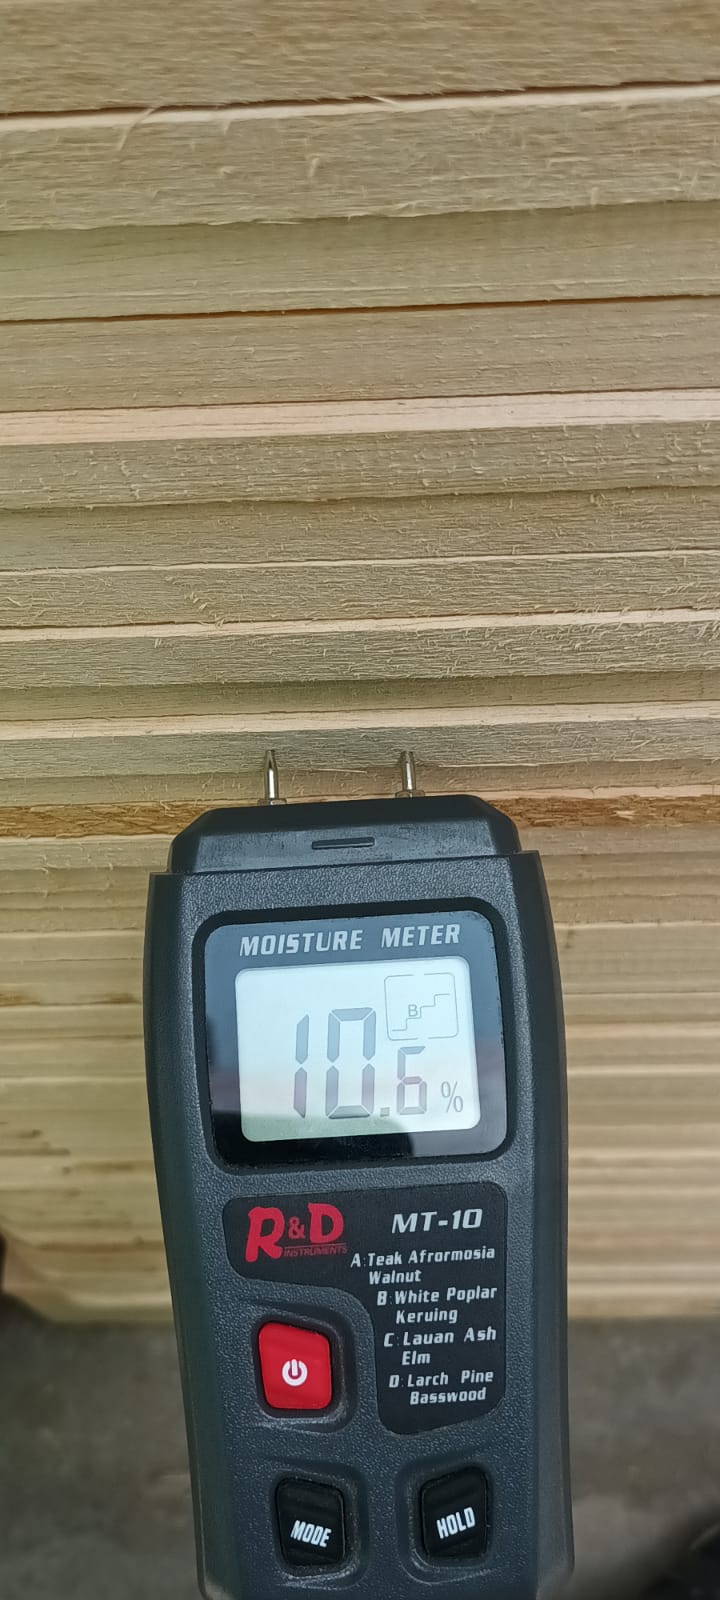 MOISTURE METER
B
10.6 %
R&D
INSTRUMENTS
MT-10
A:Teak Afrormosia
Walnut
B:White Poplar
Keruing
C:Lauan Ash
Elm
D:Larch Pine
Basswood
MODE
HOLD